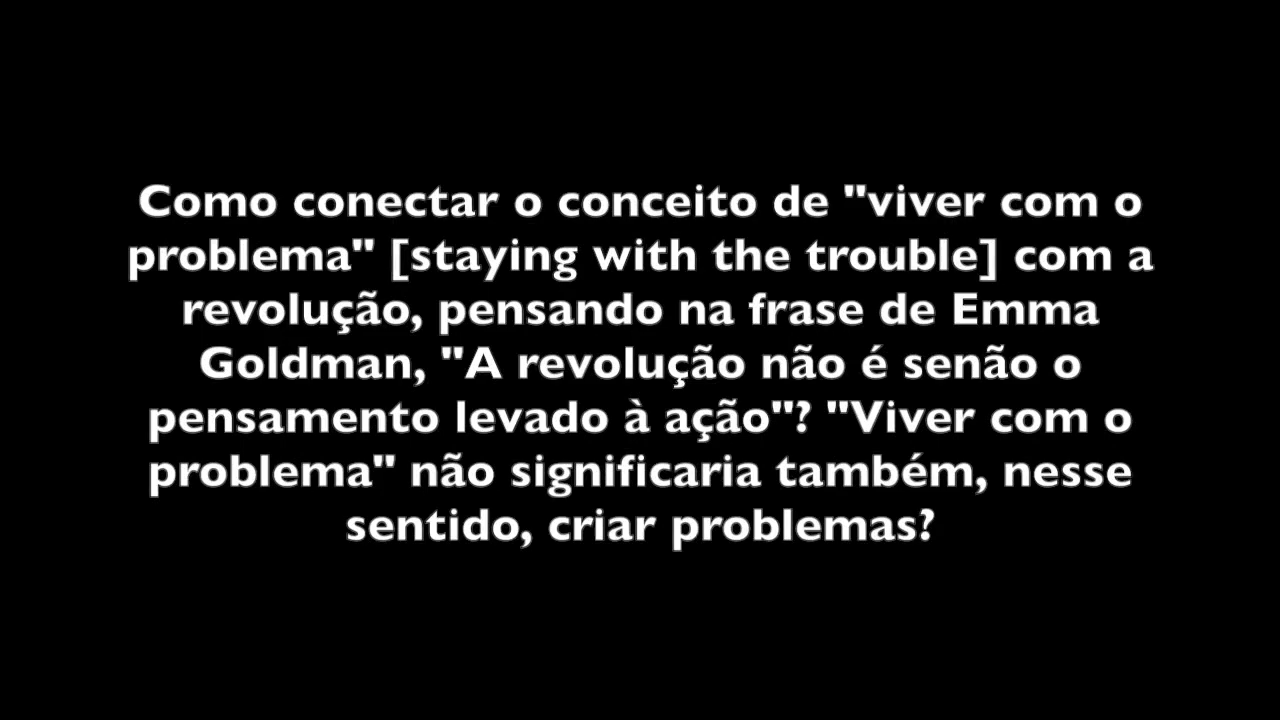 Como conectar o conceito de "viver com o
problema" [staying with the trouble] com a
revolução, pensando na frase de Emma
Goldman, "A revolução não é senão o
pensamento levado à ação"? "Viver com o
problema" não significaria também, nesse
sentido, criar problemas?